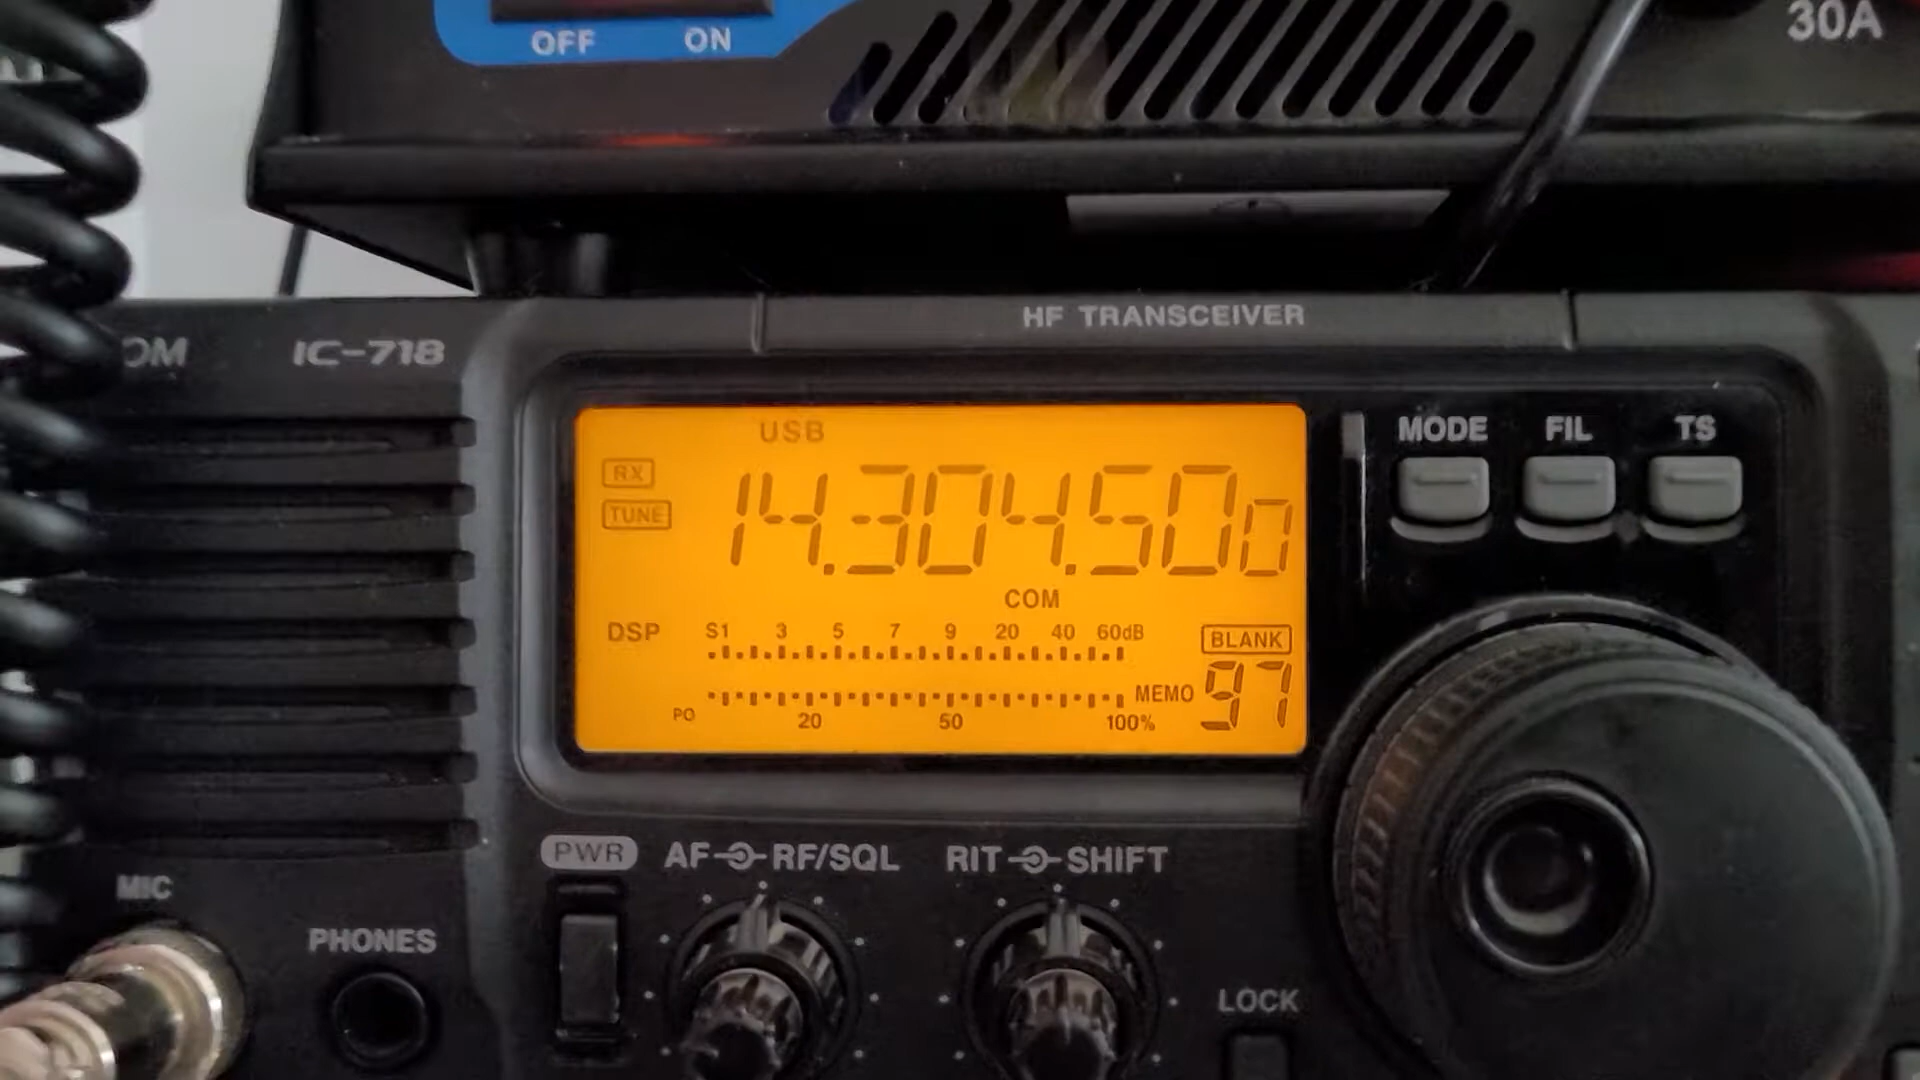 OFF ON
30A
HF TRANSCEIVER
OM IC-718
USB
RX
14.304.500
TUNE
COM
DSP
S1 3 5 7 9 20 40 60dB
BLANK
MEMO 97
PO 20 50 100%
MODE FIL TS
PWR AF RF/SQL RIT SHIFT
MIC
PHONES
LOCK